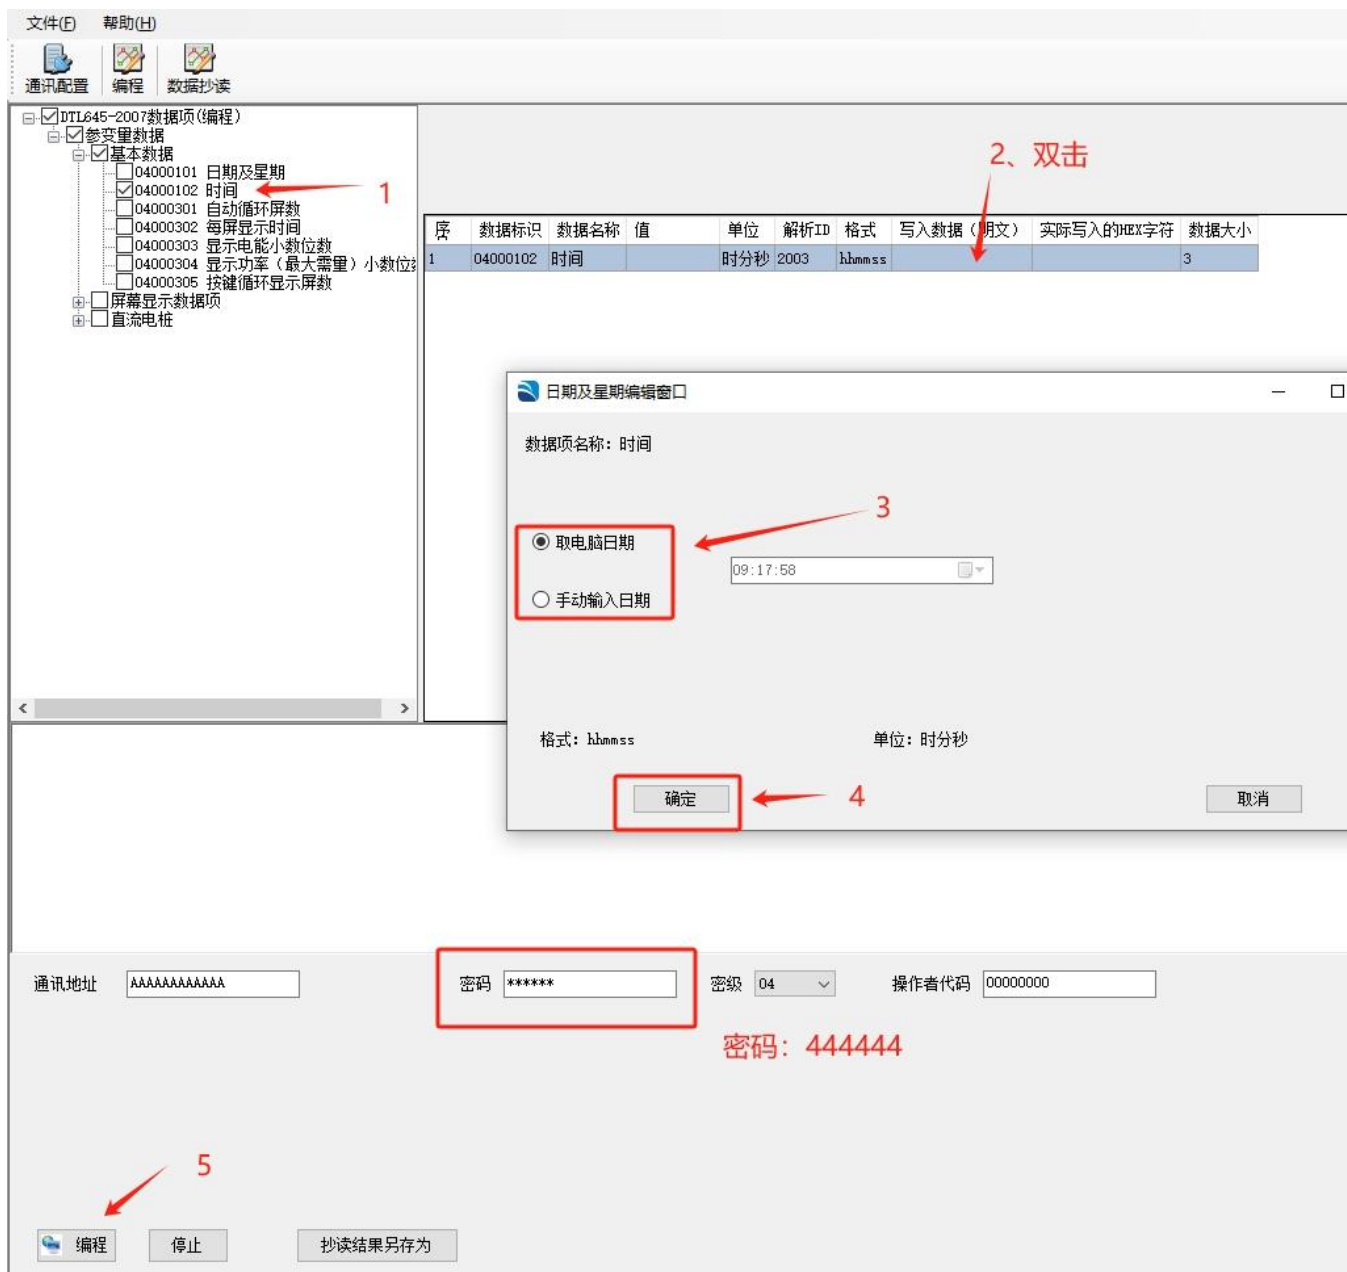 文件(F) 帮助(H)
通讯配置 编程 数据抄读
DTL645-2007数据项(编程)
参变量数据
基本数据
04000101 日期及星期
04000102 时间
04000301 自动循环屏数
04000302 每屏显示时间
04000303 显示电能小数位数
04000304 显示功率（最大需量）小数位数
04000305 按键循环显示屏数
屏幕显示数据项
直流电桩
1
2、双击
序 数据标识 数据名称 值 单位 解析ID 格式 写入数据（明文） 实际写入的HEX字符 数据大小
1 04000102 时间 时分秒 2003 hhmmss 3
日期及星期编辑窗口
数据项名称：时间
3
取电脑日期
09:17:58
手动输入日期
格式：hhmmss 单位：时分秒
确定 4 取消
通讯地址 AAAAAAAAAAAA 密码 ****** 密级 04 操作者代码 00000000
密码：444444
5
编程 停止 抄读结果另存为